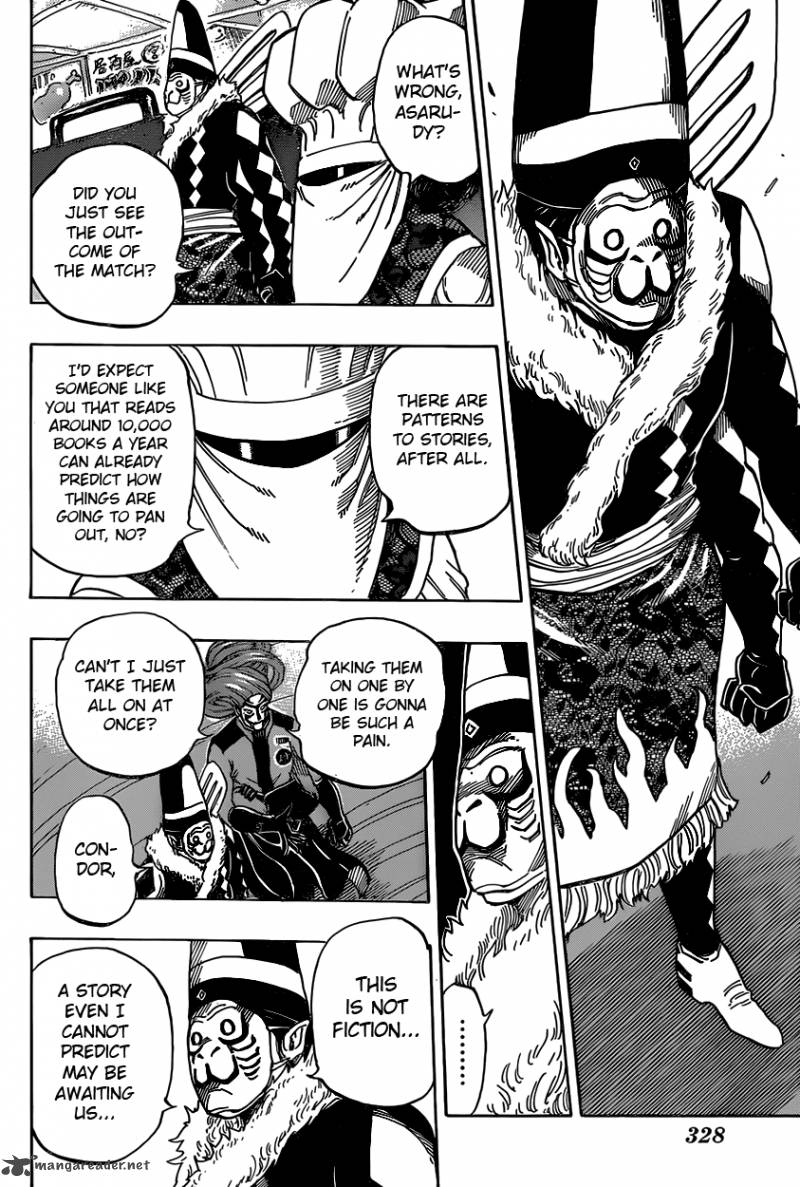 WHAT'S
WRONG,
ASARU-
DY?
DID YOU
JUST SEE
THE OUT-
COME OF
THE MATCH?
THERE ARE
PATTERNS
TO STORIES,
AFTER ALL.
I'D EXPECT
SOMEONE LIKE
YOU THAT READS
AROUND 10,000
BOOKS A YEAR
CAN ALREADY
PREDICT HOW
THINGS ARE
GOING TO PAN
OUT, NO?
TAKING THEM
ON ONE BY
ONE IS GONNA
BE SUCH A
PAIN.
CAN'T I JUST
TAKE THEM
ALL ON AT
ONCE?
CON-
DOR,
.........
THIS
IS NOT
FICTION...
A STORY
EVEN I
CANNOT
PREDICT
MAY BE
AWAITING
US...
328
mangareader.net